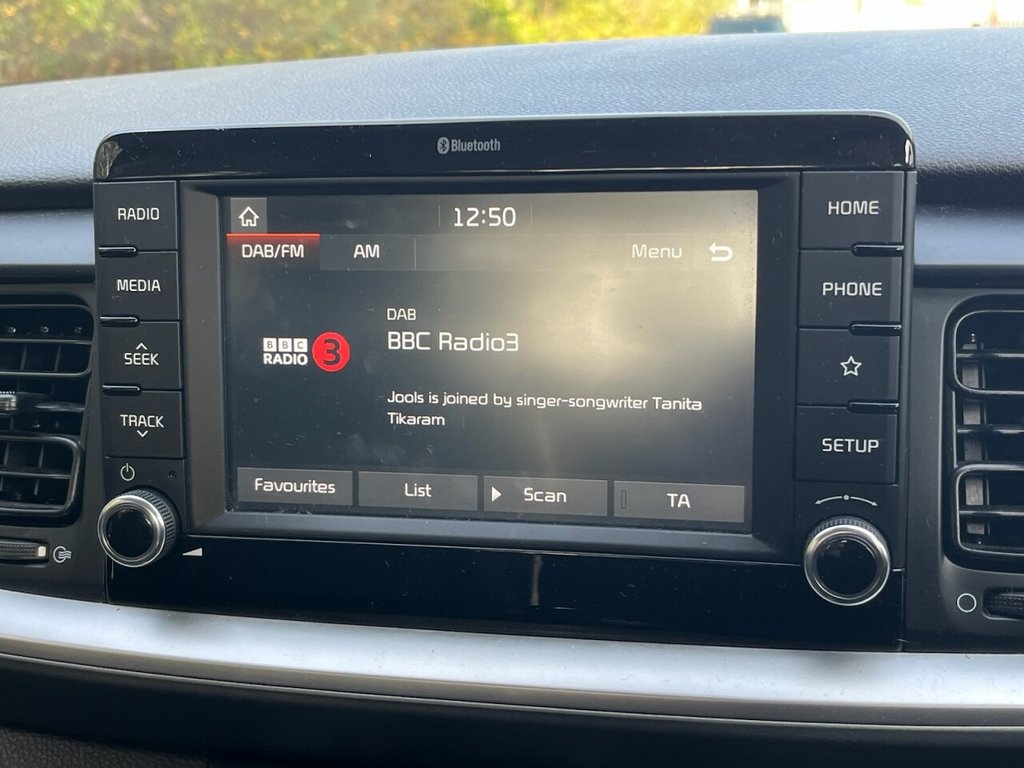 Bluetooth
RADIO
MEDIA
SEEK
TRACK
12:50
DAB/FM AM Menu
DAB
BBC Radio3
BBC
RADIO 3
Jools is joined by singer-songwriter Tanita
Tikaram
Favourites List Scan TA
HOME
PHONE
SETUP